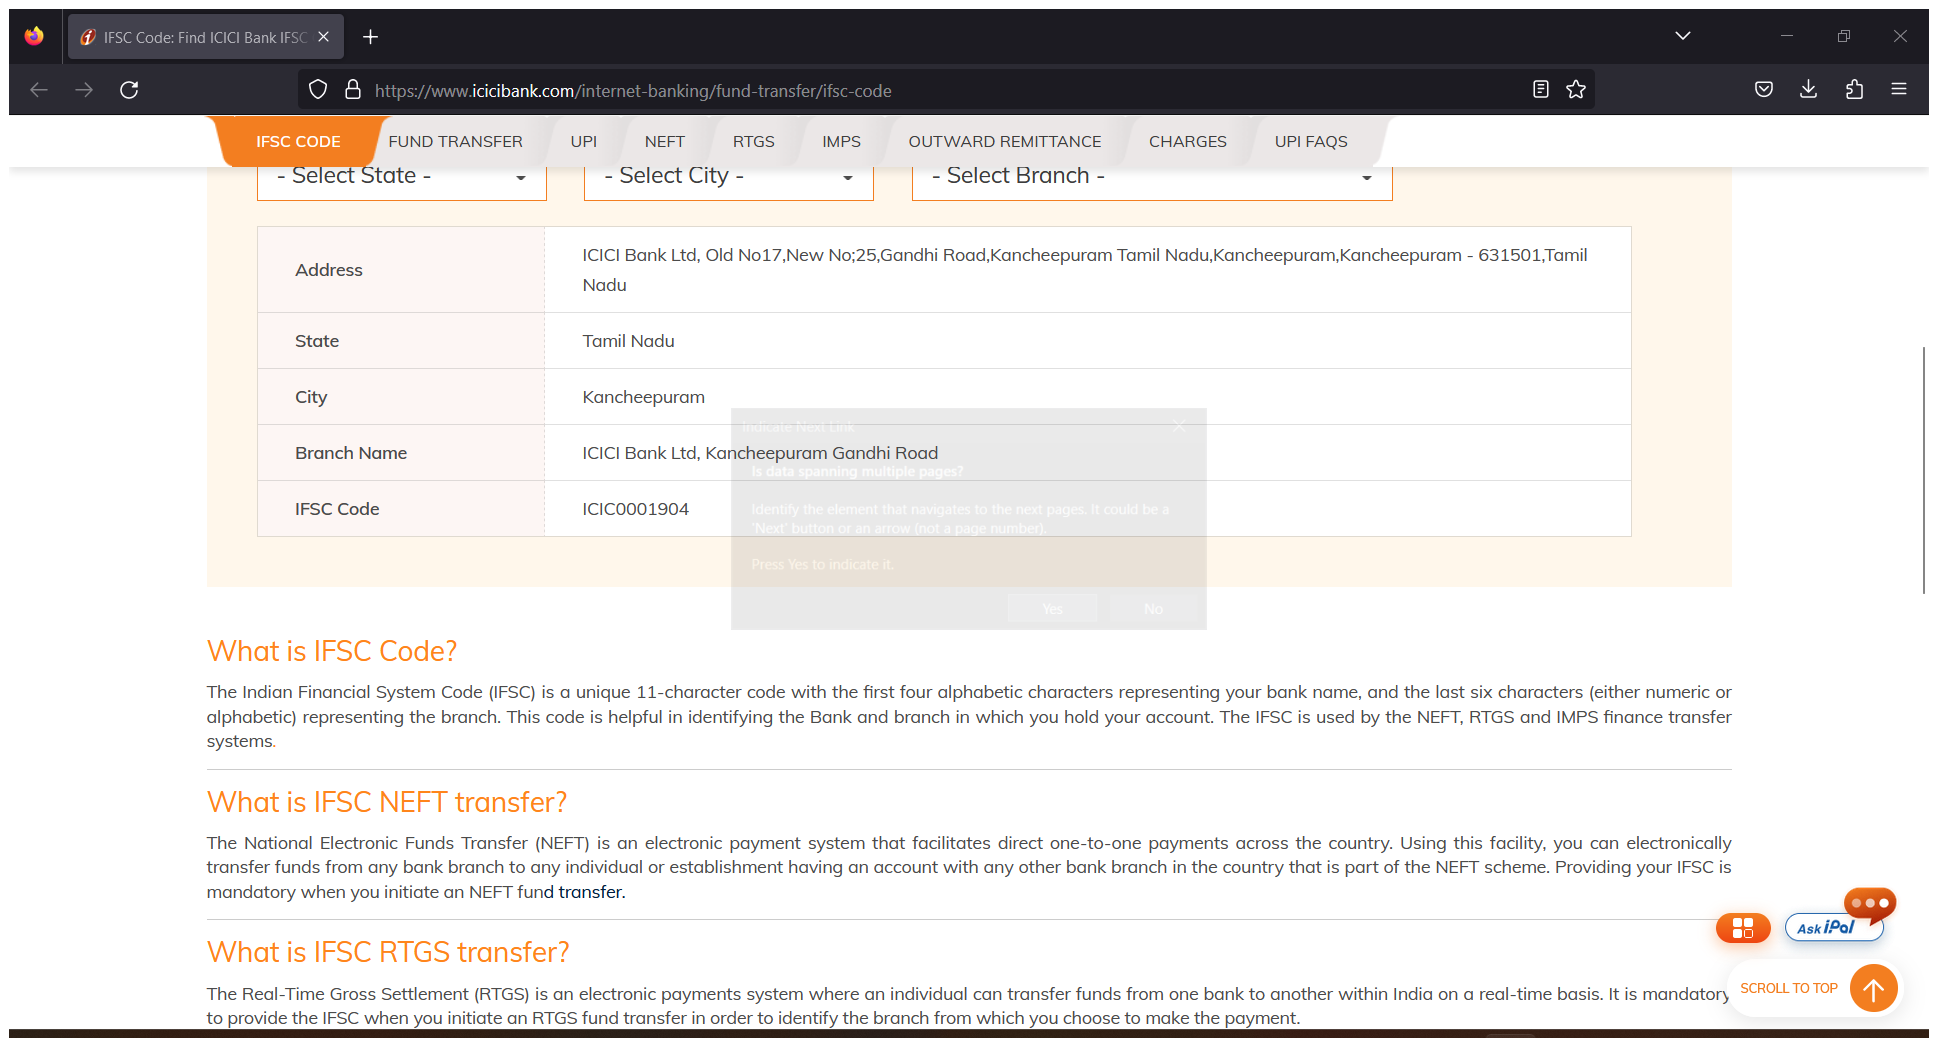 IFSC Code: Find ICICI Bank IFSC
https://www.icicibank.com/internet-banking/fund-transfer/ifsc-code
IFSC CODE FUND TRANSFER UPI NEFT RTGS IMPS OUTWARD REMITTANCE CHARGES UPI FAQS
- Select State - - Select City - - Select Branch -
Address ICICI Bank Ltd, Old No17,New No;25,Gandhi Road,Kancheepuram Tamil Nadu,Kancheepuram,Kancheepuram - 631501,Tamil
Nadu
State Tamil Nadu
City Kancheepuram
Branch Name ICICI Bank Ltd, Kancheepuram Gandhi Road
IFSC Code ICIC0001904
Indicate Next Link
Is data spanning multiple pages?
Identify the element that navigates to the next pages. It could be a
'Next' button or an arrow (not a page number).
Press Yes to indicate it.
Yes No
What is IFSC Code?
The Indian Financial System Code (IFSC) is a unique 11-character code with the first four alphabetic characters representing your bank name, and the last six characters (either numeric or
alphabetic) representing the branch. This code is helpful in identifying the Bank and branch in which you hold your account. The IFSC is used by the NEFT, RTGS and IMPS finance transfer
systems.
What is IFSC NEFT transfer?
The National Electronic Funds Transfer (NEFT) is an electronic payment system that facilitates direct one-to-one payments across the country. Using this facility, you can electronically
transfer funds from any bank branch to any individual or establishment having an account with any other bank branch in the country that is part of the NEFT scheme. Providing your IFSC is
mandatory when you initiate an NEFT fund transfer.
What is IFSC RTGS transfer?
The Real-Time Gross Settlement (RTGS) is an electronic payments system where an individual can transfer funds from one bank to another within India on a real-time basis. It is mandatory
to provide the IFSC when you initiate an RTGS fund transfer in order to identify the branch from which you choose to make the payment.
Ask iPal
SCROLL TO TOP